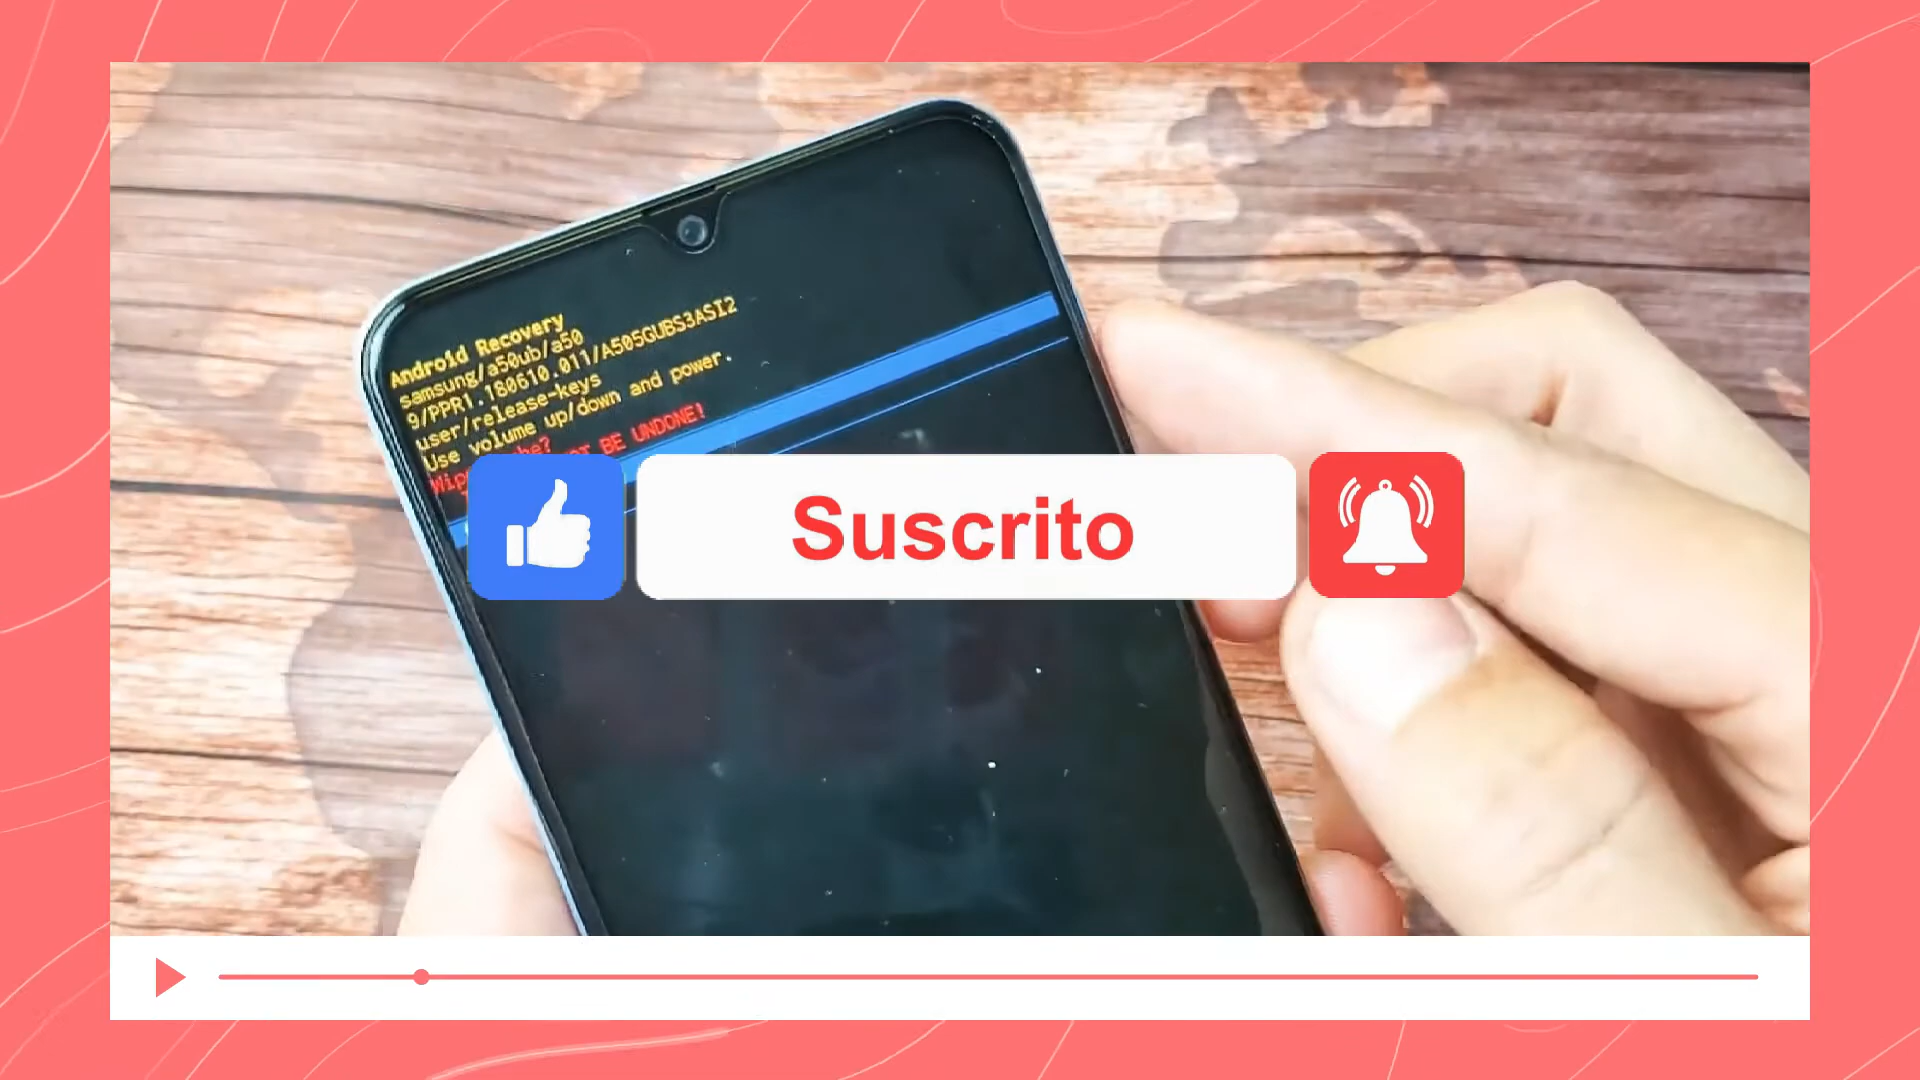 Android Recovery
samsung/a50ub/a50
9/PPR1.180610.011/A505GUBS3ASI2
user/release-keys
Use volume up/down and power.
BE UNDONE!
Suscrito